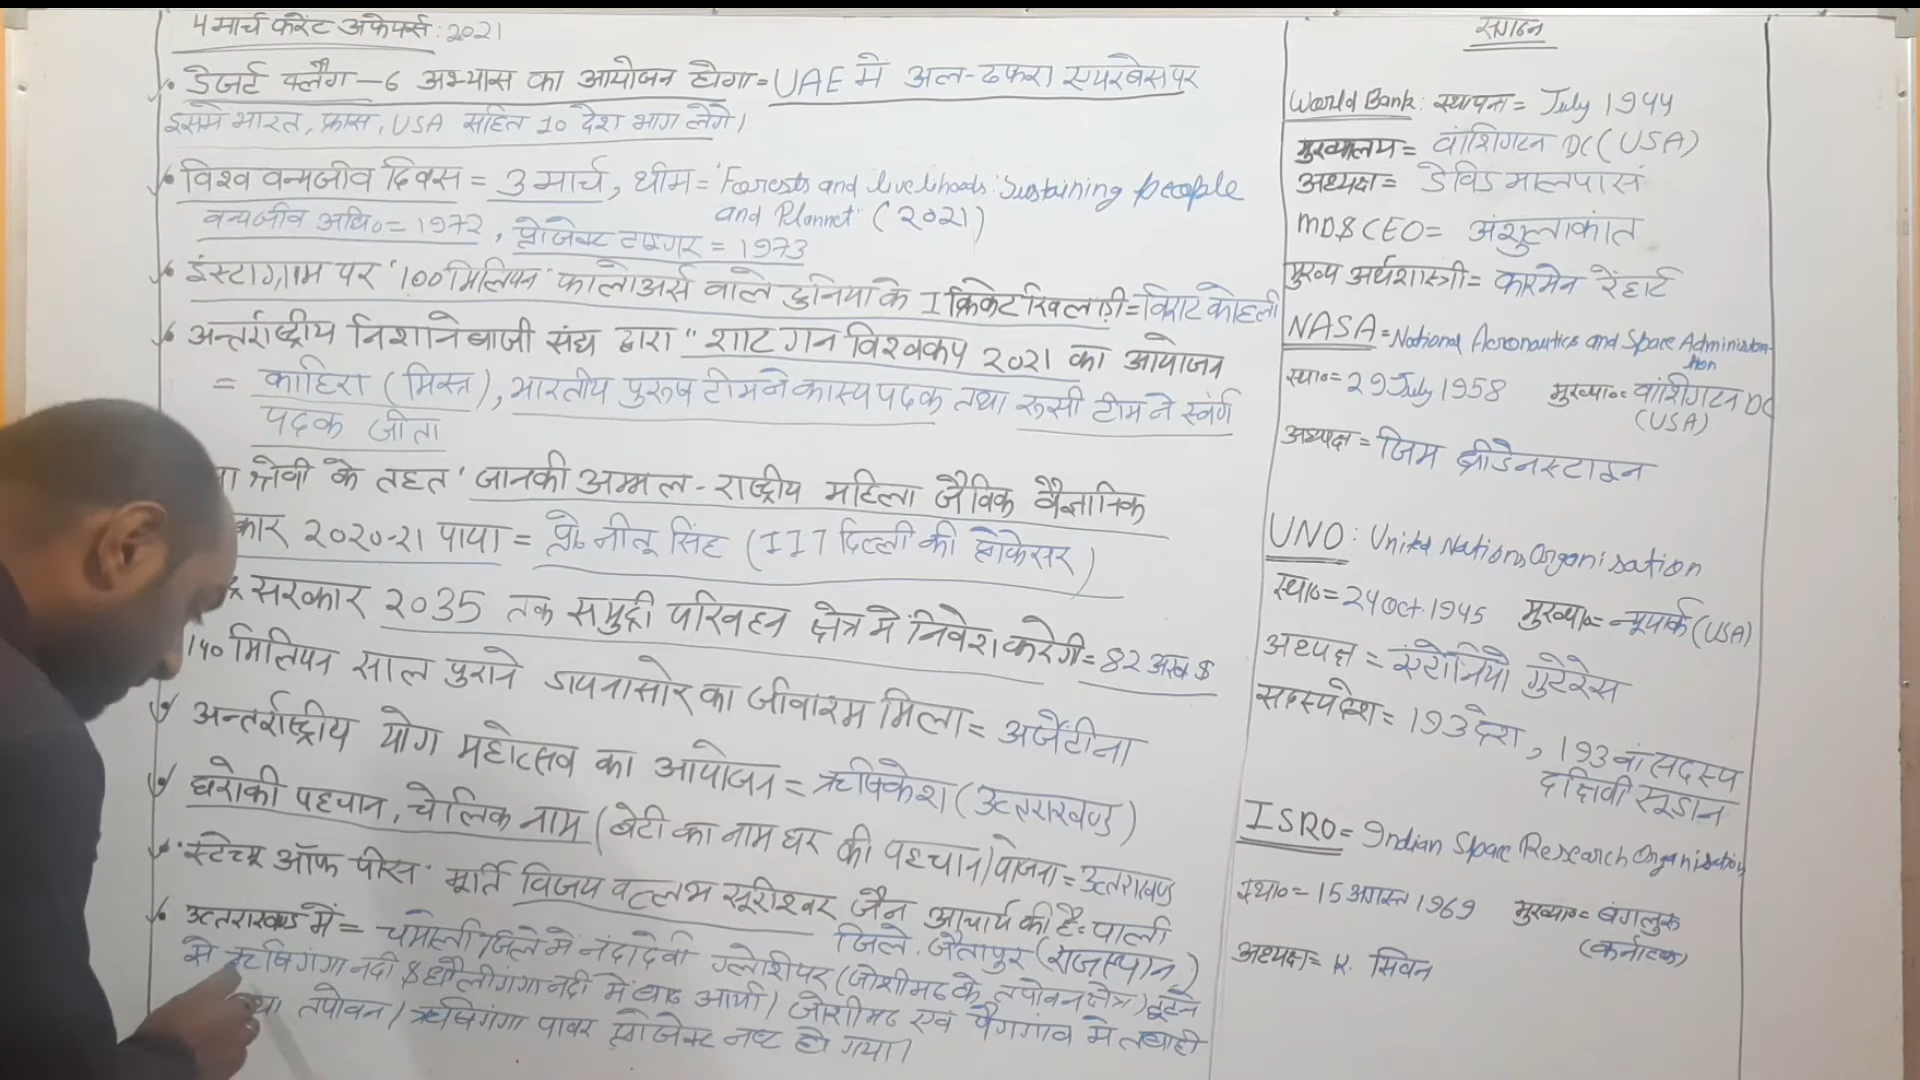 4 मार्च करेंट अफेयर्स : 2021
डेजर्ट फ्लैग – 6 अभ्यास का आयोजन होगा = UAE में अल-ढफरा एयरबेस पर
इसमे भारत, फ्रांस, USA सहित 10 देश भाग लेगे।
विश्व वन्यजीव दिवस = 3 मार्च, थीम = 'Forests and livelihoods: Sustaining people
and Plannet' (2021)
वन्यजीव अधि० = 1972, प्रोजेक्ट टाइगर = 1973
इंस्टाग्राम पर '100 मिलियन' फालोअर्स वाले दुनिया के I क्रिकेट खिलाड़ी = विराट कोहली
अन्तर्राष्ट्रीय निशानेबाजी संघ द्वारा "शाट गन विश्वकप 2021 का आयोजन
= काहिरा (मिस्त्र), भारतीय पुरुष टीम ने कास्य पदक तथा रूसी टीम ने स्वर्ण
पदक जीता
श्रेणी के तहत 'जानकी अम्मल - राष्ट्रीय महिला जैविक वैज्ञानिक
कार 2020-21 पाया = प्रो० नीतू सिंह (IIT दिल्ली की प्रोफेसर)
सरकार 2035 तक समुद्री परिवहन क्षेत्र में निवेश करेगी = 82 अरब $
140 मिलियन साल पुराने डायनासोर का जीवाश्म मिला = अर्जेंटीना
अन्तर्राष्ट्रीय योग महोत्सव का आयोजन = ऋषिकेश (उत्तराखण्ड)
घरो की पहचान, चेलिक नाम (बेटी का नाम घर की पहचान) योजना = उत्तराखण्ड
'स्टेच्यू ऑफ पीस' मूर्ति विजय वल्लभ सूरीश्वर जैन आचार्य की है = पाली
जिले, जैतापुर (राजस्थान)
उत्तराखण्ड में = चमोली जिले में नंदादेवी ग्लेशियर (जोशीमठ के तपोवन क्षेत्र) टूटने
से ऋषिगंगा नदी & धौलीगंगा नदी में बाढ आयी। जोशीमठ एवं रैणी गांव मे तबाही
तपोवन / ऋषिगंगा पावर प्रोजेक्ट नष्ट हो गया।
संगठन
World Bank : स्थापना = July 1944
मुख्यालय = वांशिगटन DC (USA)
अध्यक्ष = डेविड मालपास
MD & CEO = अंशुलाकांत
मुख्य अर्थशास्त्री = कारमेन रेंहार्ट
NASA = National Aeronautics and Space Administra-
tion
स्था० = 29 July 1958 मुख्या० = वांशिगटन DC
(USA)
अध्यक्ष = जिम ब्रीडेनस्टाइन
UNO : United Nations Organisation
स्था० = 24 Oct. 1945 मुख्या० = न्यूयार्क (USA)
अध्यक्ष = एंटोनियो गुटेरेस
सदस्य देश = 193 देश, 193 वां सदस्य
दक्षिणी सूडान
ISRO = Indian Space Research Organisation
स्था० = 15 अगस्त 1969 मुख्या० = बंगलुरू
(कर्नाटक)
अध्यक्ष = K. सिवन